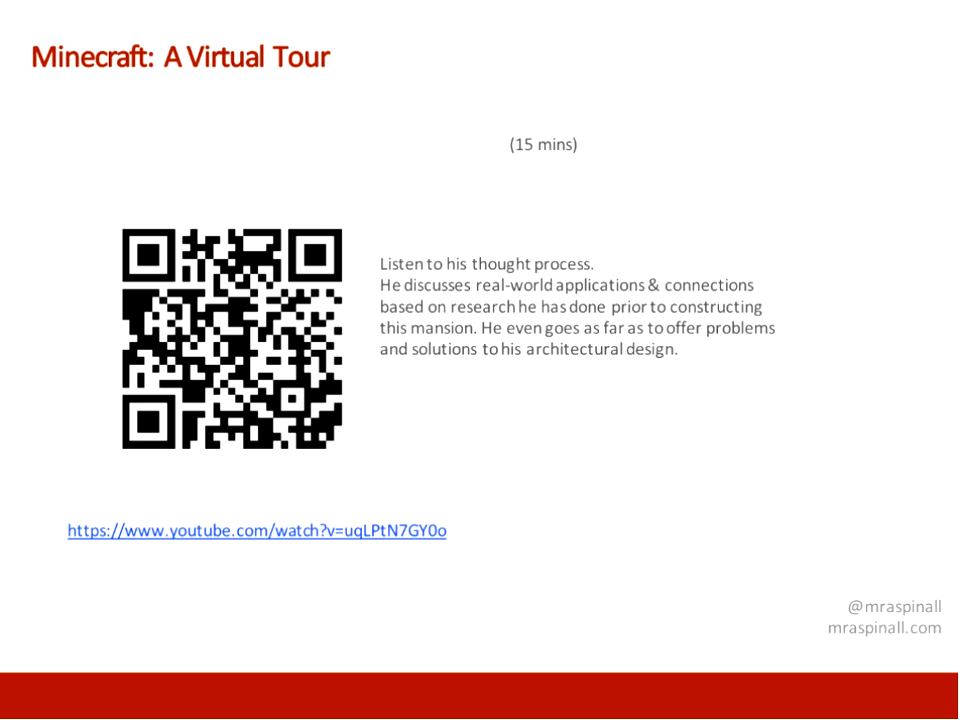 Minecraft: A Virtual Tour
(15 mins)
Listen to his thought process.
He discusses real-world applications & connections
based on research he has done prior to constructing
this mansion. He even goes as far as to offer problems
and solutions to his architectural design.
https://www.youtube.com/watch?v=uqLPtN7GY0o
@mraspinall
mraspinall.com